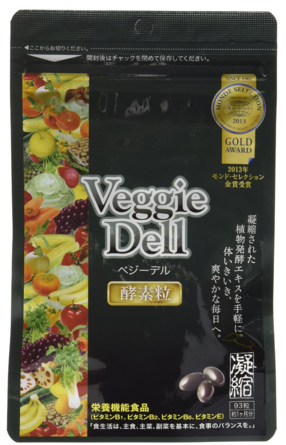 ここからお切りください。
開封後はチャックを閉めて保存してください。
MONDE SELECTION
2013
GOLD
AWARD
2013年
モンド・セレクション
金賞受賞
Veggie
Dell
ベジーデル
酵素粒
凝縮された
植物発酵エキスを手軽に
体いきいき、
爽やかな毎日へ。
凝縮
93粒
約1ヶ月分
栄養機能食品
(ビタミンB1、ビタミンB2、ビタミンB6、ビタミンE)
「食生活は、主食、主菜、副菜を基本に、食事のバランスを。」